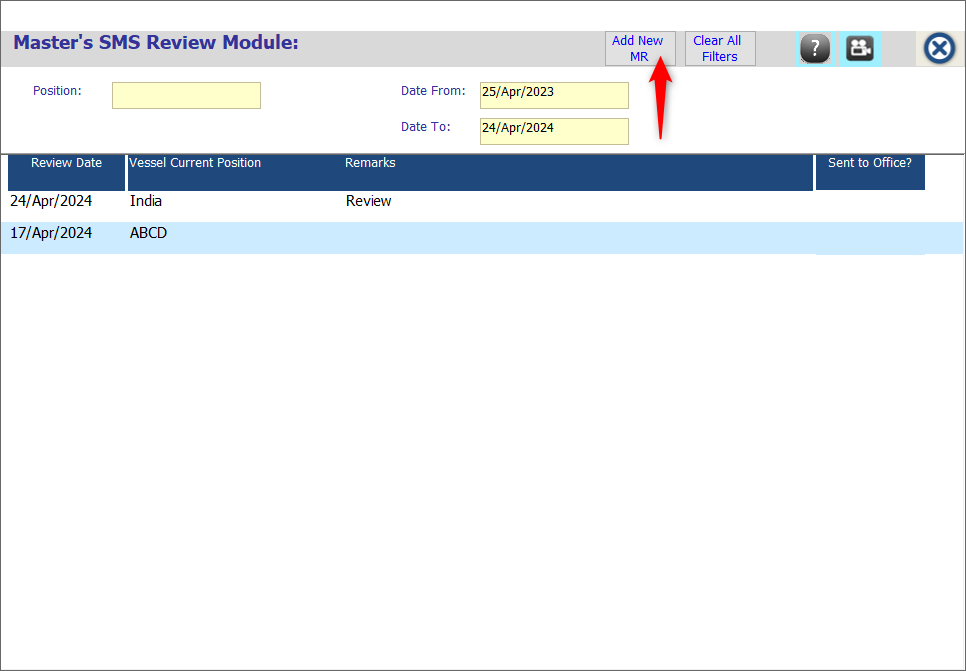 Master's SMS Review Module:
Add New
MR
Clear All
Filters
?
Position:
Date From:
25/Apr/2023
Date To:
24/Apr/2024
Review Date
Vessel Current Position
Remarks
Sent to Office?
24/Apr/2024
India
Review
17/Apr/2024
ABCD